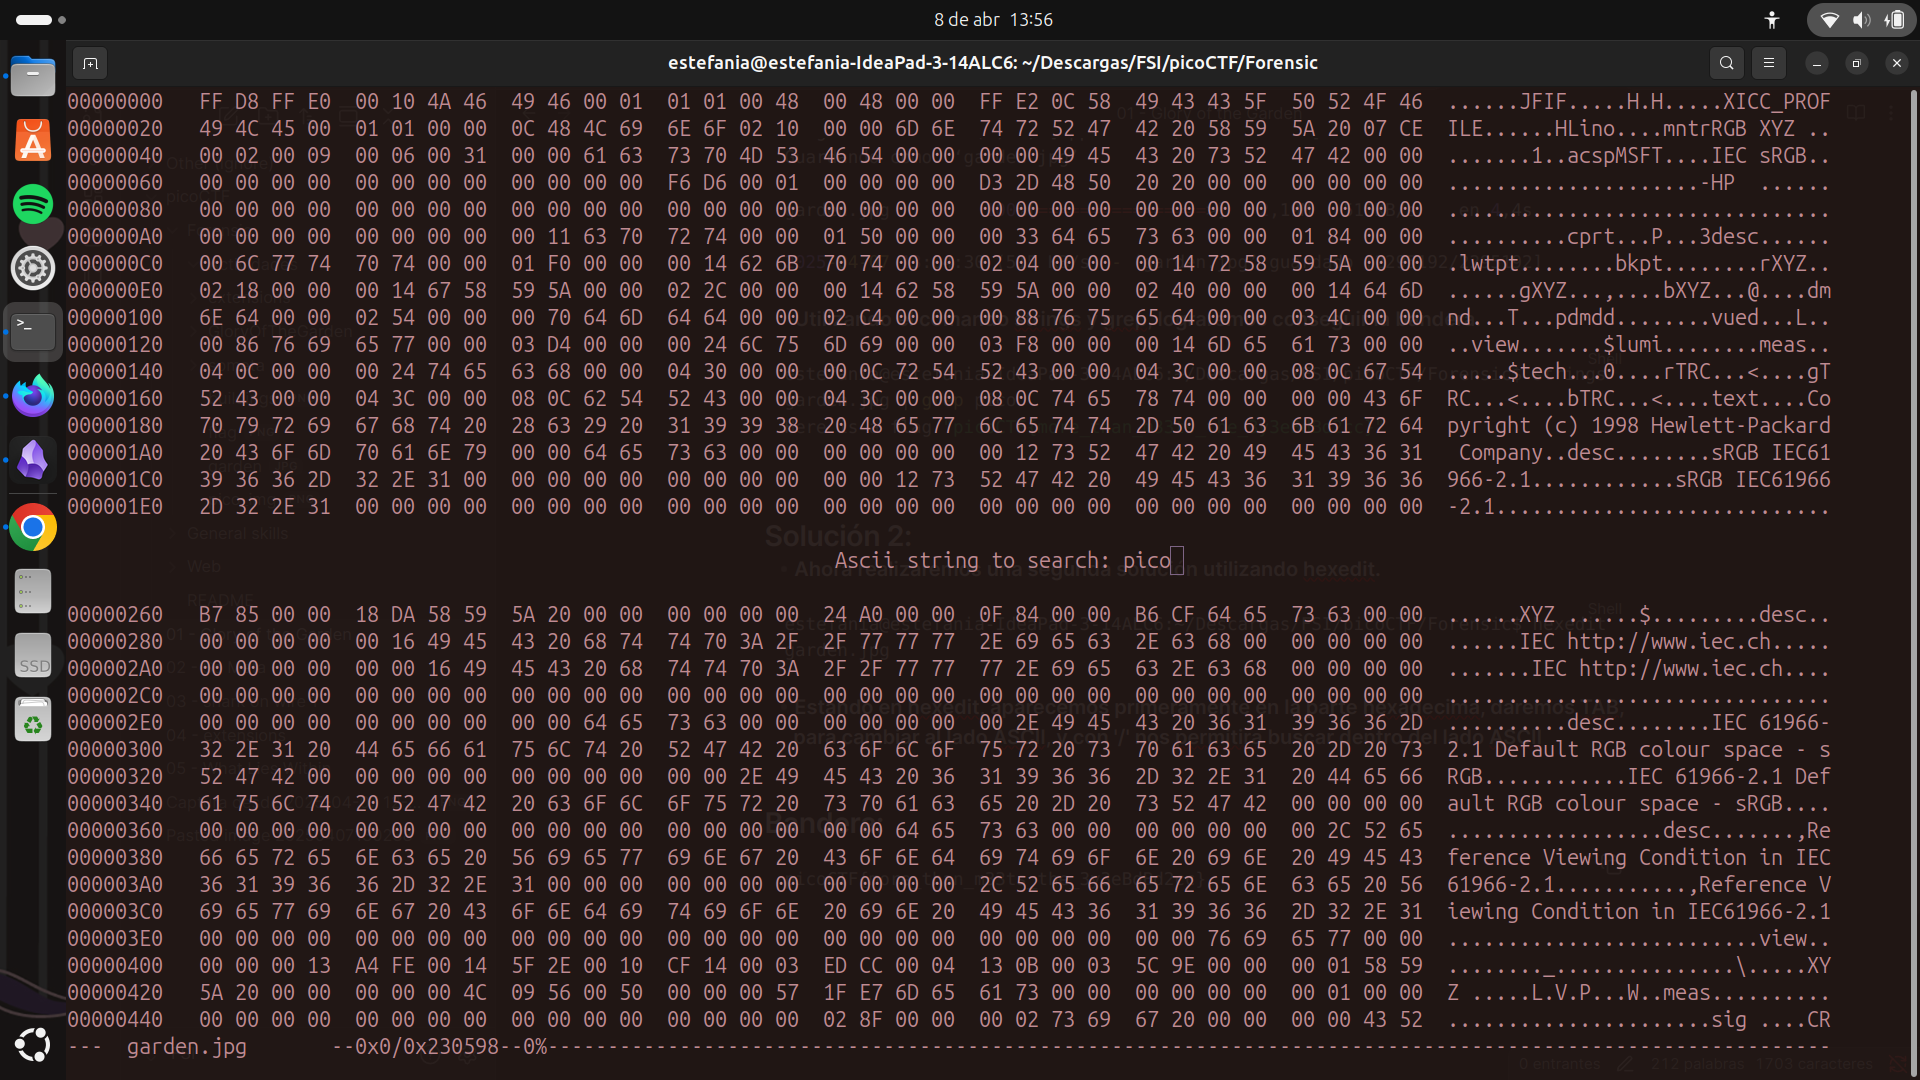 8 de abr 13:56
estefania@estefania-IdeaPad-3-14ALC6: ~/Descargas/FSI/picoCTF/Forensic
00000000 FF D8 FF E0 00 10 4A 46 49 46 00 01 01 01 00 48 00 48 00 00 FF E2 0C 58 49 43 43 5F 50 52 4F 46 ......JFIF.....H.H.....XICC_PROF
00000020 49 4C 45 00 01 01 00 00 0C 48 4C 69 6E 6F 02 10 00 00 6D 6E 74 72 52 47 42 20 58 59 5A 20 07 CE ILE......HLino....mntrRGB XYZ ..
00000040 00 02 00 09 00 06 00 31 00 00 61 63 73 70 4D 53 46 54 00 00 00 00 49 45 43 20 73 52 47 42 00 00 .......1..acspMSFT....IEC sRGB..
00000060 00 00 00 00 00 00 00 00 00 00 00 00 F6 D6 00 01 00 00 00 00 D3 2D 48 50 20 20 00 00 00 00 00 00 .....................-HP  ......
00000080 00 00 00 00 00 00 00 00 00 00 00 00 00 00 00 00 00 00 00 00 00 00 00 00 00 00 00 00 00 00 00 00 ................................
000000A0 00 00 00 00 00 00 00 00 00 11 63 70 72 74 00 00 01 50 00 00 00 33 64 65 73 63 00 00 01 84 00 00 ..........cprt...P...3desc......
000000C0 00 6C 77 74 70 74 00 00 01 F0 00 00 00 14 62 6B 70 74 00 00 02 04 00 00 00 14 72 58 59 5A 00 00 .lwtpt........bkpt........rXYZ..
000000E0 02 18 00 00 00 14 67 58 59 5A 00 00 02 2C 00 00 00 14 62 58 59 5A 00 00 02 40 00 00 00 14 64 6D ......gXYZ...,....bXYZ...@....dm
00000100 6E 64 00 00 02 54 00 00 00 70 64 6D 64 64 00 00 02 C4 00 00 00 88 76 75 65 64 00 00 03 4C 00 00 nd...T...pdmdd........vued...L..
00000120 00 86 76 69 65 77 00 00 03 D4 00 00 00 24 6C 75 6D 69 00 00 03 F8 00 00 00 14 6D 65 61 73 00 00 ..view.......$lumi........meas..
00000140 04 0C 00 00 00 24 74 65 63 68 00 00 04 30 00 00 00 0C 72 54 52 43 00 00 04 3C 00 00 08 0C 67 54 .....$tech...0....rTRC...<....gT
00000160 52 43 00 00 04 3C 00 00 08 0C 62 54 52 43 00 00 04 3C 00 00 08 0C 74 65 78 74 00 00 00 00 43 6F RC...<....bTRC...<....text....Co
00000180 70 79 72 69 67 68 74 20 28 63 29 20 31 39 39 38 20 48 65 77 6C 65 74 74 2D 50 61 63 6B 61 72 64 pyright (c) 1998 Hewlett-Packard
000001A0 20 43 6F 6D 70 61 6E 79 00 00 64 65 73 63 00 00 00 00 00 00 00 12 73 52 47 42 20 49 45 43 36 31  Company..desc........sRGB IEC61
000001C0 39 36 36 2D 32 2E 31 00 00 00 00 00 00 00 00 00 00 00 12 73 52 47 42 20 49 45 43 36 31 39 36 36 966-2.1............sRGB IEC61966
000001E0 2D 32 2E 31 00 00 00 00 00 00 00 00 00 00 00 00 00 00 00 00 00 00 00 00 00 00 00 00 00 00 00 00 -2.1............................
Ascii string to search: pico
00000260 B7 85 00 00 18 DA 58 59 5A 20 00 00 00 00 00 00 24 A0 00 00 0F 84 00 00 B6 CF 64 65 73 63 00 00 ......XYZ ......$.........desc..
00000280 00 00 00 00 00 16 49 45 43 20 68 74 74 70 3A 2F 2F 77 77 77 2E 69 65 63 2E 63 68 00 00 00 00 00 ......IEC http://www.iec.ch.....
000002A0 00 00 00 00 00 00 16 49 45 43 20 68 74 74 70 3A 2F 2F 77 77 77 2E 69 65 63 2E 63 68 00 00 00 00 .......IEC http://www.iec.ch....
000002C0 00 00 00 00 00 00 00 00 00 00 00 00 00 00 00 00 00 00 00 00 00 00 00 00 00 00 00 00 00 00 00 00 ................................
000002E0 00 00 00 00 00 00 00 00 00 00 64 65 73 63 00 00 00 00 00 00 00 2E 49 45 43 20 36 31 39 36 36 2D ..........desc........IEC 61966-
00000300 32 2E 31 20 44 65 66 61 75 6C 74 20 52 47 42 20 63 6F 6C 6F 75 72 20 73 70 61 63 65 20 2D 20 73 2.1 Default RGB colour space - s
00000320 52 47 42 00 00 00 00 00 00 00 00 00 00 00 2E 49 45 43 20 36 31 39 36 36 2D 32 2E 31 20 44 65 66 RGB............IEC 61966-2.1 Def
00000340 61 75 6C 74 20 52 47 42 20 63 6F 6C 6F 75 72 20 73 70 61 63 65 20 2D 20 73 52 47 42 00 00 00 00 ault RGB colour space - sRGB....
00000360 00 00 00 00 00 00 00 00 00 00 00 00 00 00 00 00 00 00 64 65 73 63 00 00 00 00 00 00 00 2C 52 65 ..................desc.......,Re
00000380 66 65 72 65 6E 63 65 20 56 69 65 77 69 6E 67 20 43 6F 6E 64 69 74 69 6F 6E 20 69 6E 20 49 45 43 ference Viewing Condition in IEC
000003A0 36 31 39 36 36 2D 32 2E 31 00 00 00 00 00 00 00 00 00 00 00 2C 52 65 66 65 72 65 6E 63 65 20 56 61966-2.1...........,Reference V
000003C0 69 65 77 69 6E 67 20 43 6F 6E 64 69 74 69 6F 6E 20 69 6E 20 49 45 43 36 31 39 36 36 2D 32 2E 31 iewing Condition in IEC61966-2.1
000003E0 00 00 00 00 00 00 00 00 00 00 00 00 00 00 00 00 00 00 00 00 00 00 00 00 00 00 76 69 65 77 00 00 ..........................view..
00000400 00 00 00 13 A4 FE 00 14 5F 2E 00 10 CF 14 00 03 ED CC 00 04 13 0B 00 03 5C 9E 00 00 00 01 58 59 ........_...............\.....XY
00000420 5A 20 00 00 00 00 00 4C 09 56 00 50 00 00 00 57 1F E7 6D 65 61 73 00 00 00 00 00 00 00 01 00 00 Z .....L.V.P...W..meas..........
00000440 00 00 00 00 00 00 00 00 00 00 00 00 00 00 00 00 02 8F 00 00 00 02 73 69 67 20 00 00 00 00 43 52 ......................sig ....CR
--- garden.jpg --0x0/0x230598--0%---
SSD
Solución 2:
Ahora realizaremos una segunda solución utilizando hexedit.
General skills
Web
README
0 entrantes 212 palabras 1703 caracteres